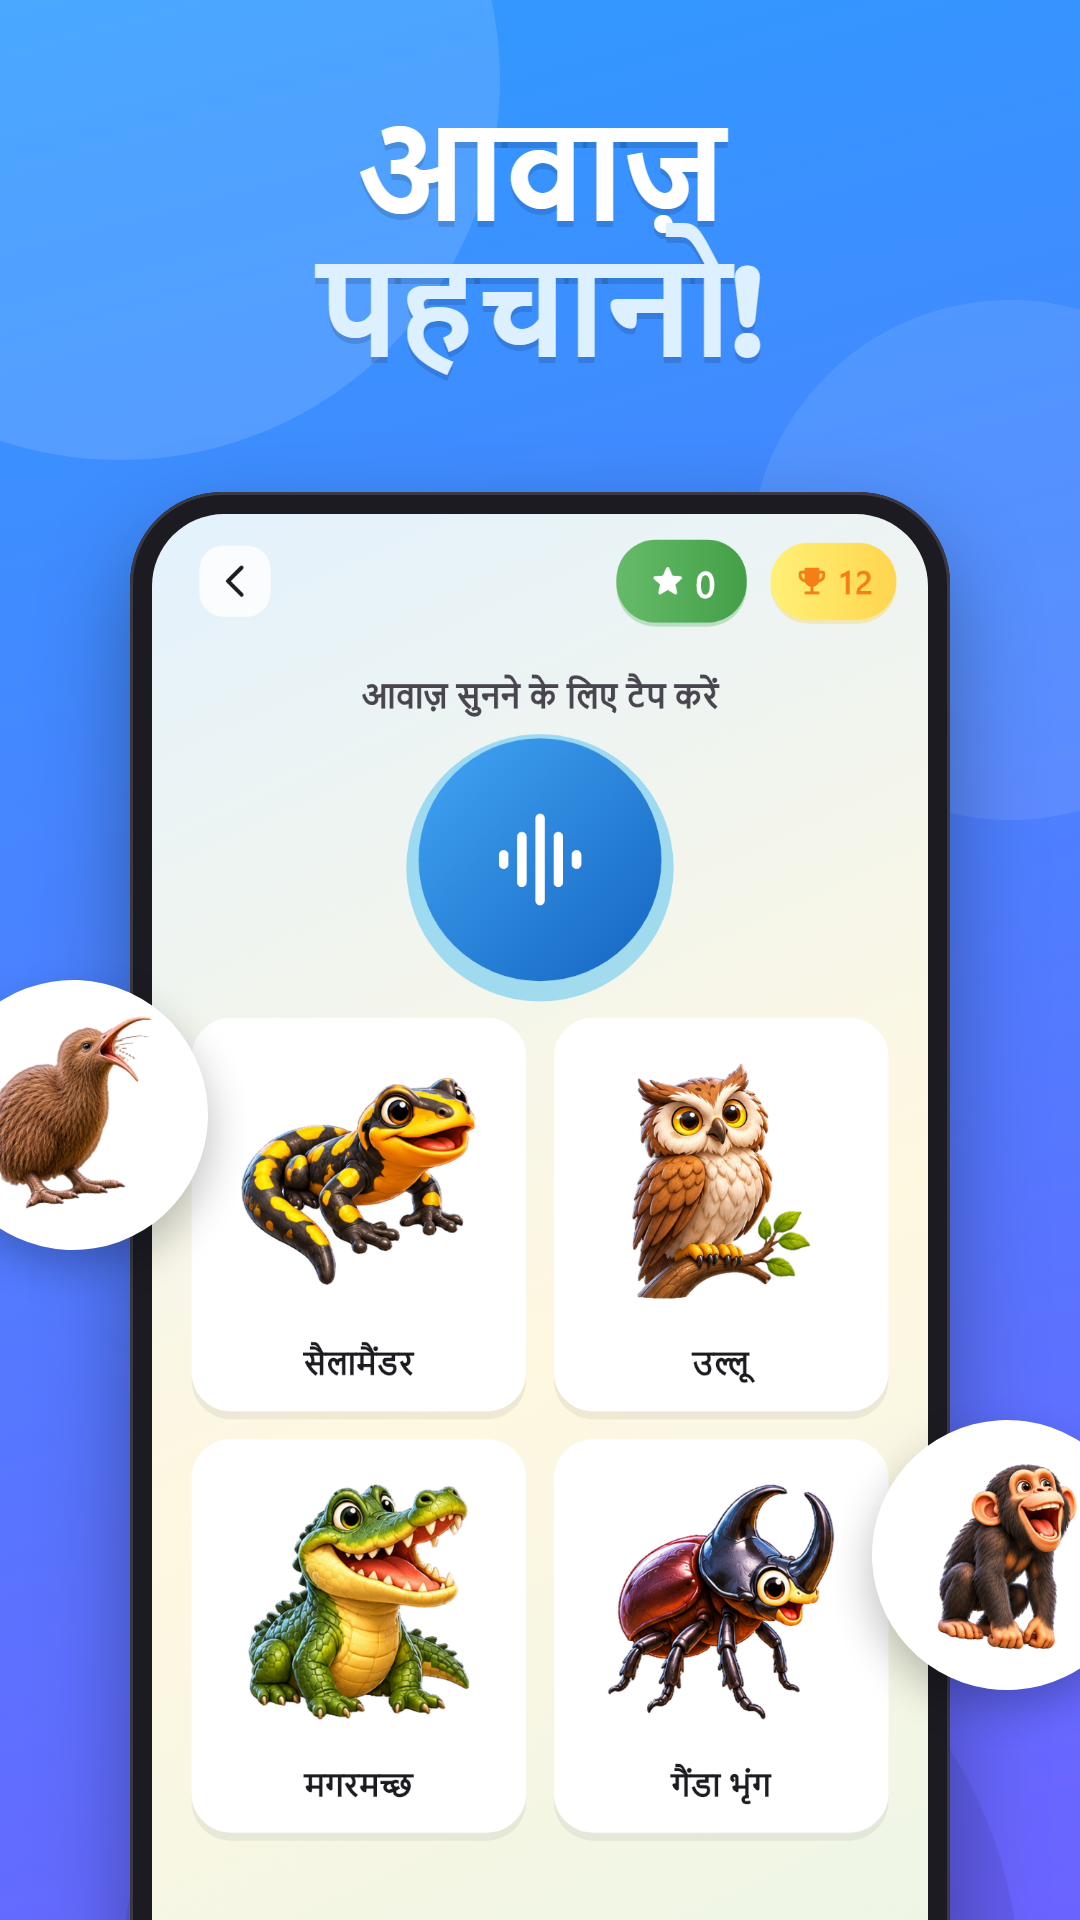 आवाज़
पहचानो!
0
12
आवाज़ सुनने के लिए टैप करें
सैलामैंडर
उल्लू
मगरमच्छ
गैंडा भृंग